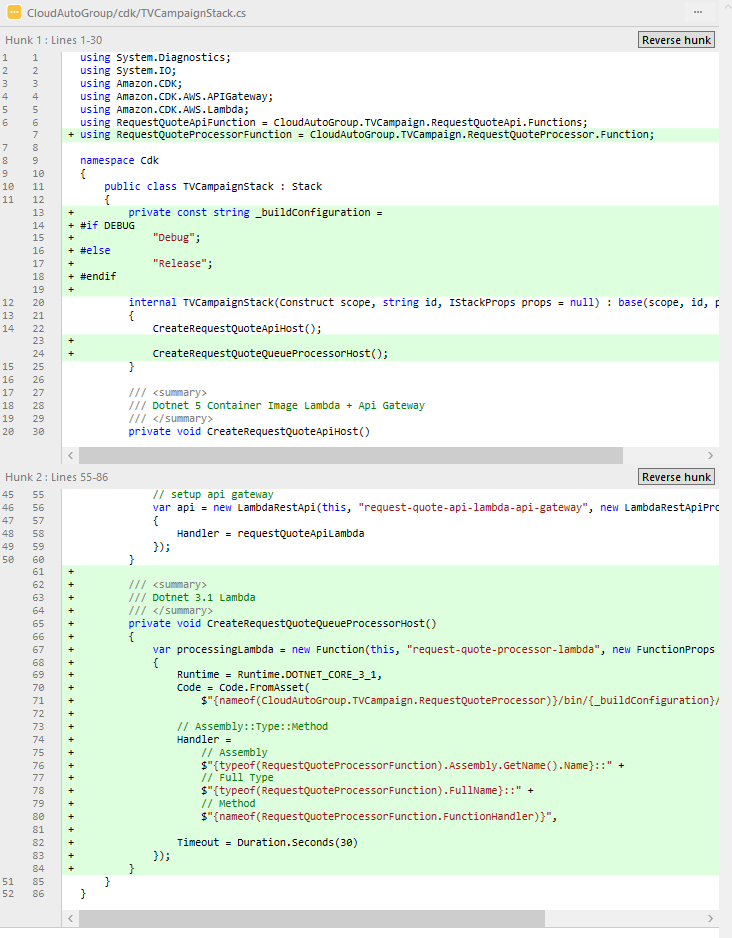 CloudAutoGroup/cdk/TVCampaignStack.cs ...
Hunk 1 : Lines 1-30 Reverse hunk
1 1 using System.Diagnostics;
2 2 using System.IO;
3 3 using Amazon.CDK;
4 4 using Amazon.CDK.AWS.APIGateway;
5 5 using Amazon.CDK.AWS.Lambda;
6 6 using RequestQuoteApiFunction = CloudAutoGroup.TVCampaign.RequestQuoteApi.Functions;
7 + using RequestQuoteProcessorFunction = CloudAutoGroup.TVCampaign.RequestQuoteProcessor.Function;
7 8
8 9 namespace Cdk
9 10 {
10 11 public class TVCampaignStack : Stack
11 12 {
13 + private const string _buildConfiguration =
14 + #if DEBUG
15 + "Debug";
16 + #else
17 + "Release";
18 + #endif
19 +
12 20 internal TVCampaignStack(Construct scope, string id, IStackProps props = null) : base(scope, id, p
13 21 {
14 22 CreateRequestQuoteApiHost();
23 +
24 + CreateRequestQuoteQueueProcessorHost();
15 25 }
16 26
17 27 /// <summary>
18 28 /// Dotnet 5 Container Image Lambda + Api Gateway
19 29 /// </summary>
20 30 private void CreateRequestQuoteApiHost()
Hunk 2 : Lines 55-86 Reverse hunk
45 55 // setup api gateway
46 56 var api = new LambdaRestApi(this, "request-quote-api-lambda-api-gateway", new LambdaRestApiPro
47 57 {
48 58 Handler = requestQuoteApiLambda
49 59 });
50 60 }
61 +
62 + /// <summary>
63 + /// Dotnet 3.1 Lambda
64 + /// </summary>
65 + private void CreateRequestQuoteQueueProcessorHost()
66 + {
67 + var processingLambda = new Function(this, "request-quote-processor-lambda", new FunctionProps
68 + {
69 + Runtime = Runtime.DOTNET_CORE_3_1,
70 + Code = Code.FromAsset(
71 + $"{nameof(CloudAutoGroup.TVCampaign.RequestQuoteProcessor)}/bin/{_buildConfiguration}/
72 +
73 + // Assembly::Type::Method
74 + Handler =
75 + // Assembly
76 + $"{typeof(RequestQuoteProcessorFunction).Assembly.GetName().Name}::" +
77 + // Full Type
78 + $"{typeof(RequestQuoteProcessorFunction).FullName}::" +
79 + // Method
80 + $"{nameof(RequestQuoteProcessorFunction.FunctionHandler)}",
81 +
82 + Timeout = Duration.Seconds(30)
83 + });
84 + }
51 85 }
52 86 }